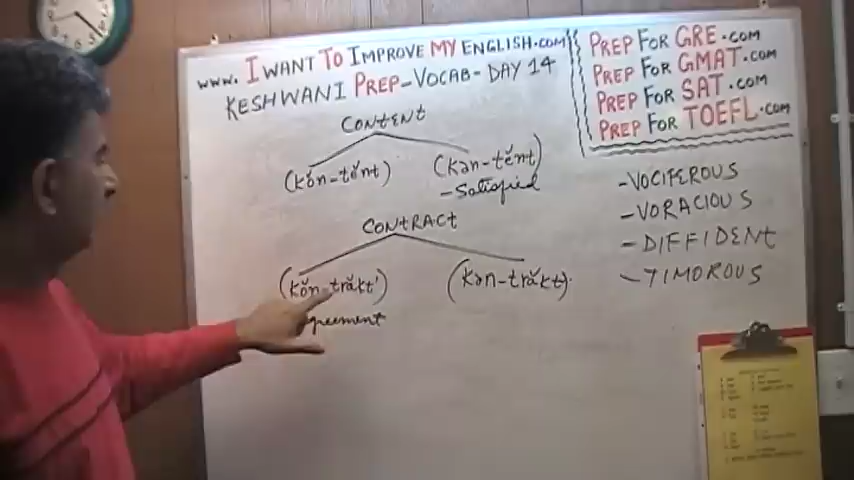 www. I WANT TO IMPROVE MY ENGLISH.com
KESHWANI PREP-VOCAB- DAY 14
CONTENT
(kŏn-tĕnt)
(kən-tĕnt)
-Satisfied
CONTRACT
(kŏn-trăkt')
(kən-trăkt)
greement
PREP FOR GRE.com
PREP FOR GMAT.com
PREP FOR SAT.com
PREP FOR TOEFL.com
-VOCIFEROUS
-VORACIOUS
-DIFFIDENT
-TIMOROUS